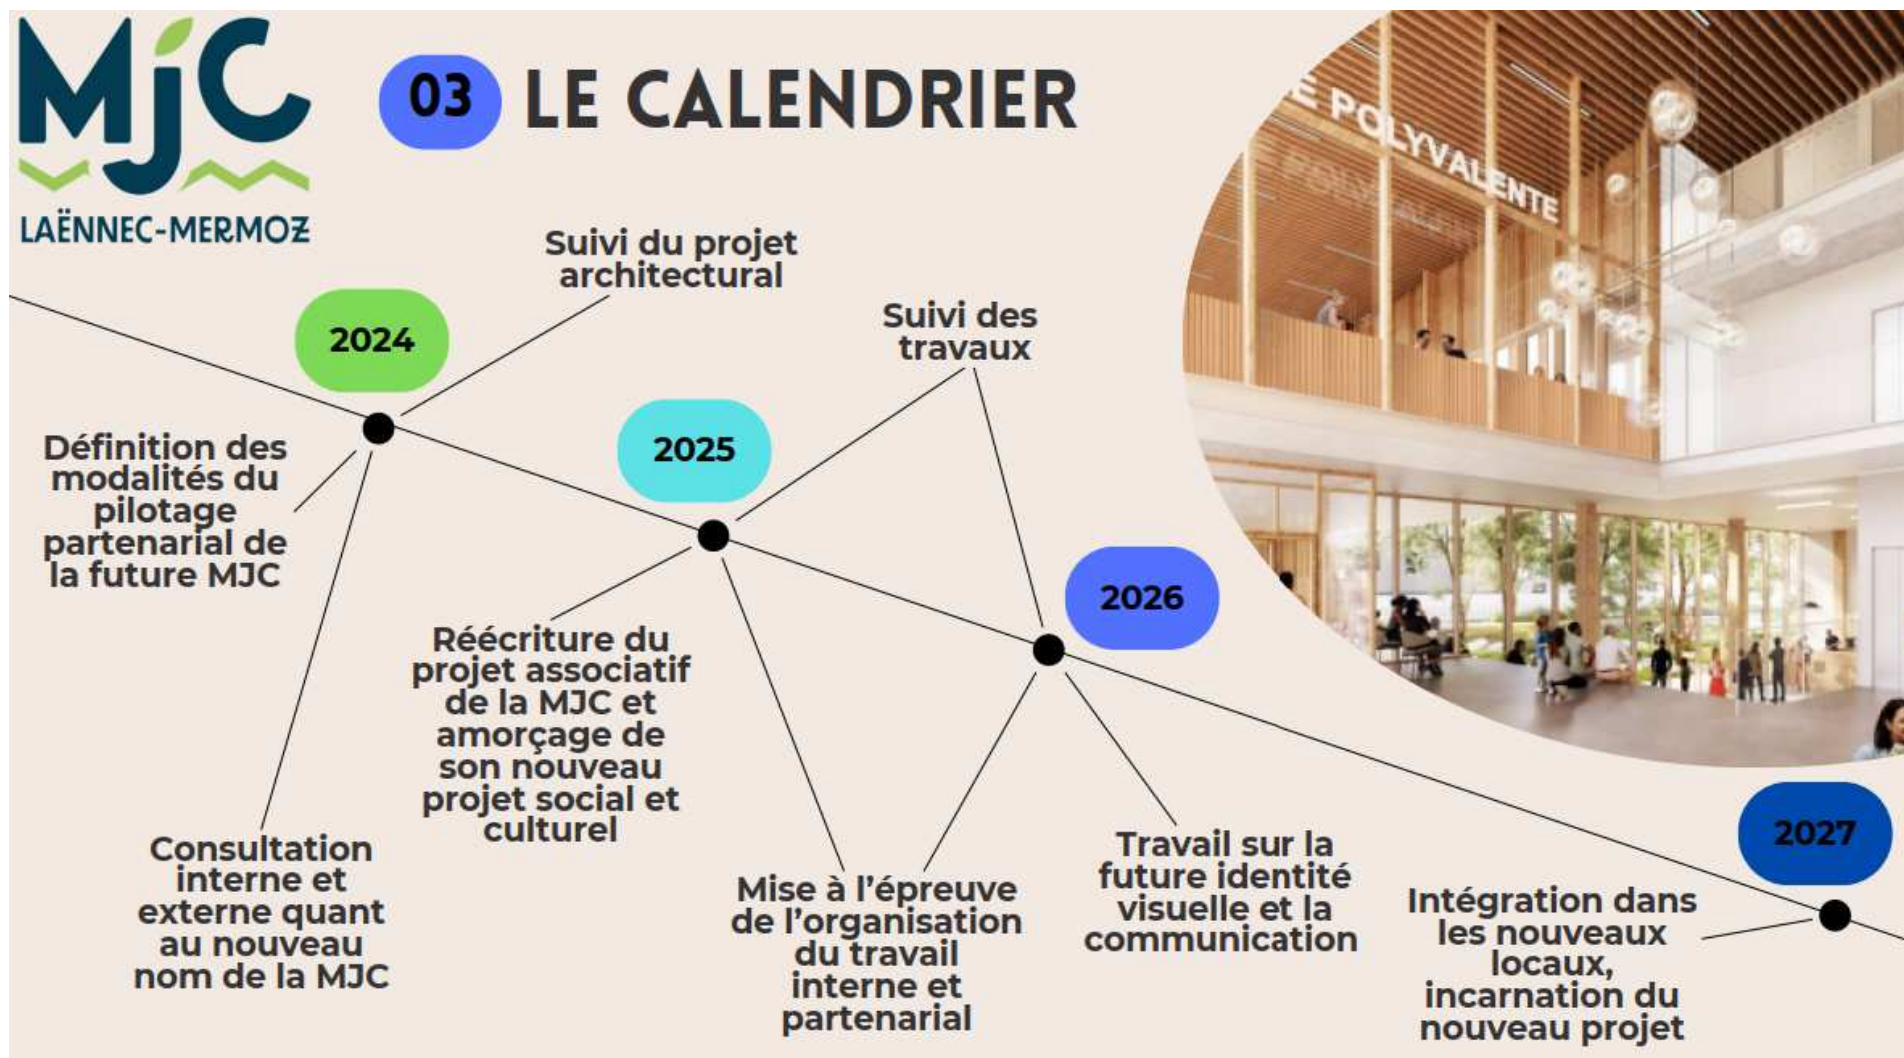 MJC
LAËNNEC-MERMOZ
03 LE CALENDRIER
E POLYVALENTE
2024
Suivi du projet
architectural
Définition des
modalités du
pilotage
partenarial de
la future MJC
Consultation
interne et
externe quant
au nouveau
nom de la MJC
2025
Suivi des
travaux
Réécriture du
projet associatif
de la MJC et
amorçage de
son nouveau
projet social et
culturel
Mise à l'épreuve
de l'organisation
du travail
interne et
partenarial
2026
Travail sur la
future identité
visuelle et la
communication
2027
Intégration dans
les nouveaux
locaux,
incarnation du
nouveau projet